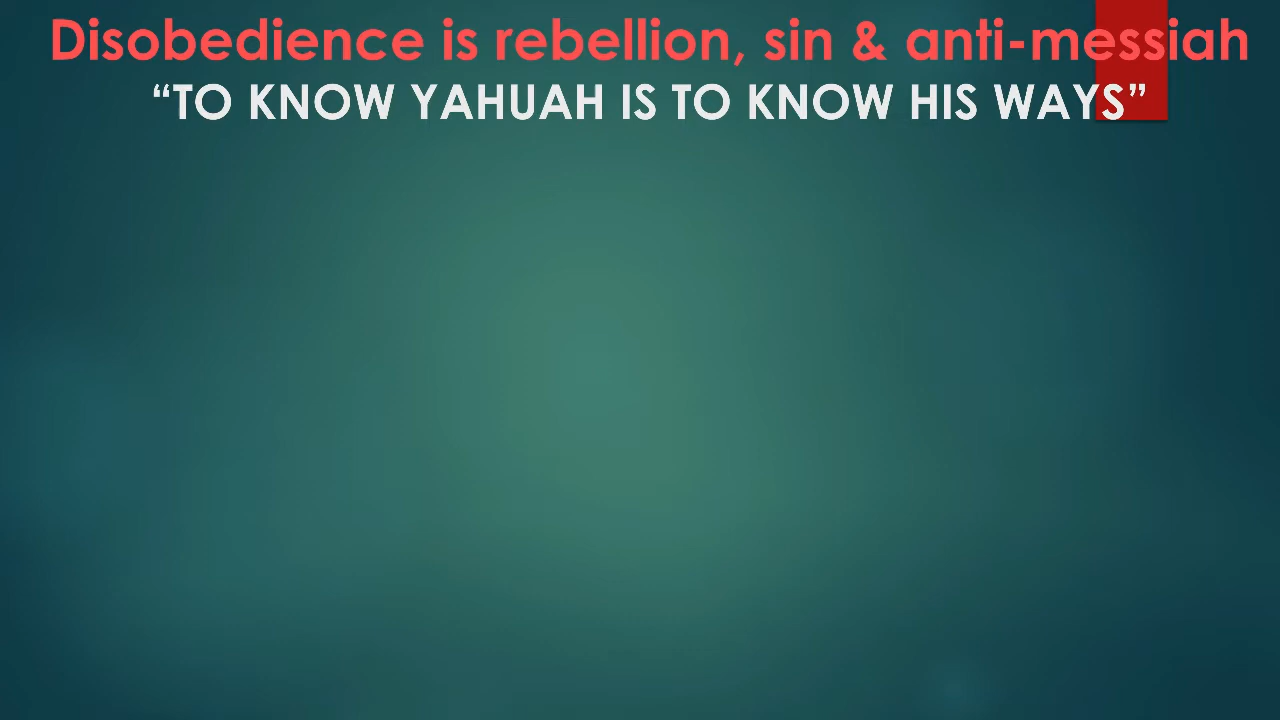 Disobedience is rebellion, sin & anti-messiah
“TO KNOW YAHUAH IS TO KNOW HIS WAYS”